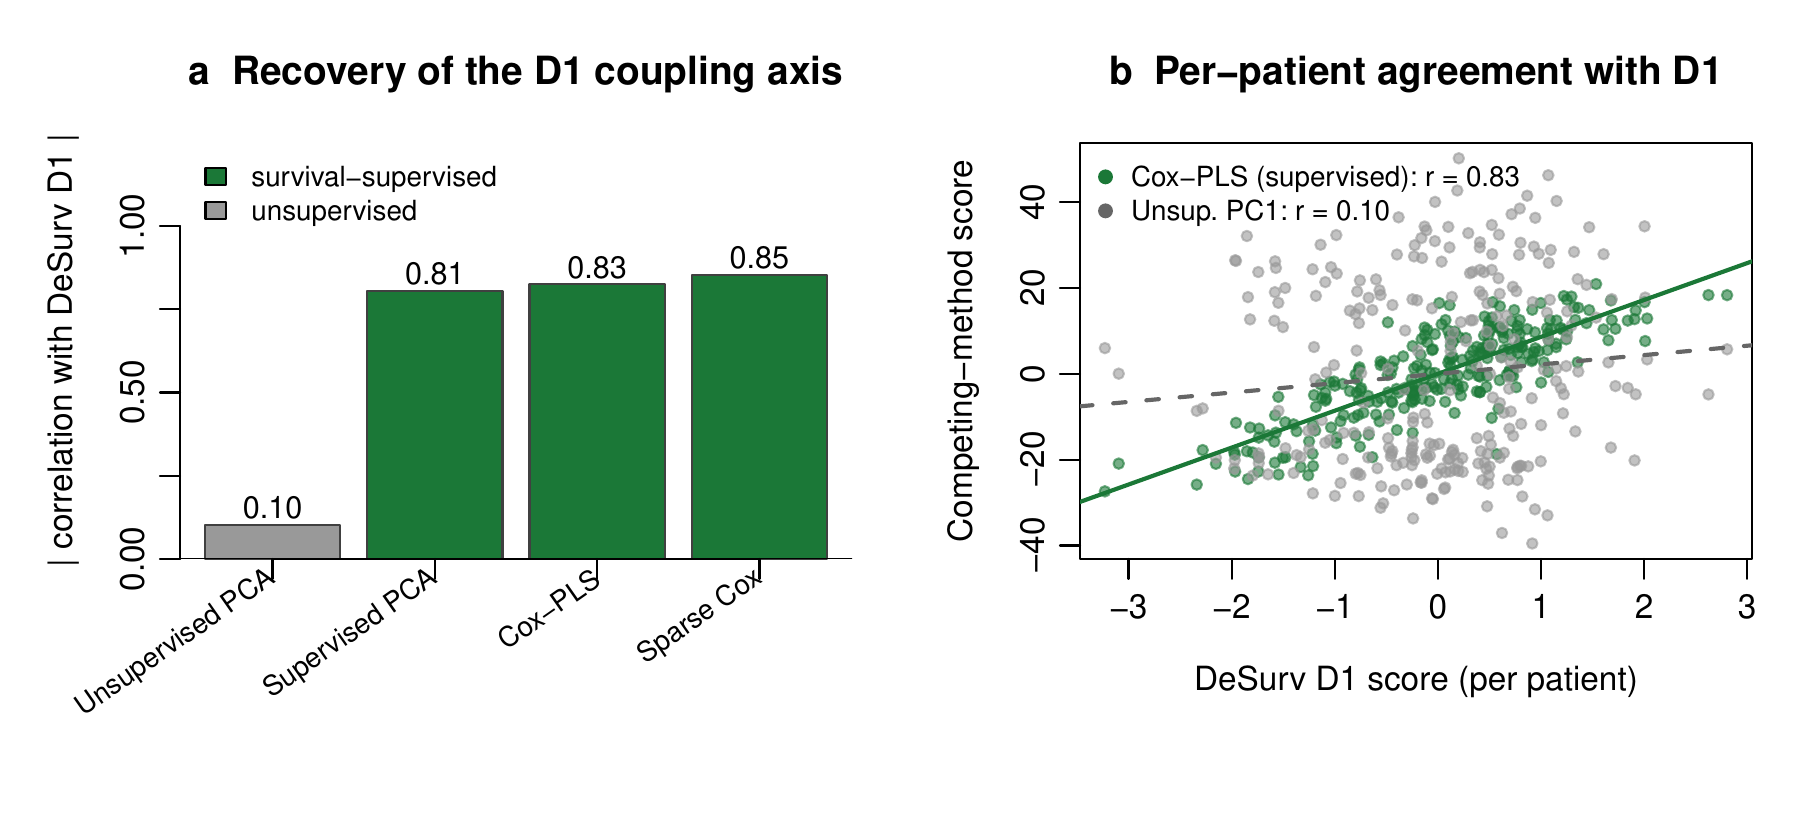 a Recovery of the D1 coupling axis
| correlation with DeSurv D1 |
survival−supervised
unsupervised
1.00
0.50
0.00
0.10
0.81
0.83
0.85
Unsupervised PCA
Supervised PCA
Cox−PLS
Sparse Cox
b Per−patient agreement with D1
Competing−method score
Cox−PLS (supervised): r = 0.83
Unsup. PC1: r = 0.10
40
20
0
−20
−40
−3
−2
−1
0
1
2
3
DeSurv D1 score (per patient)